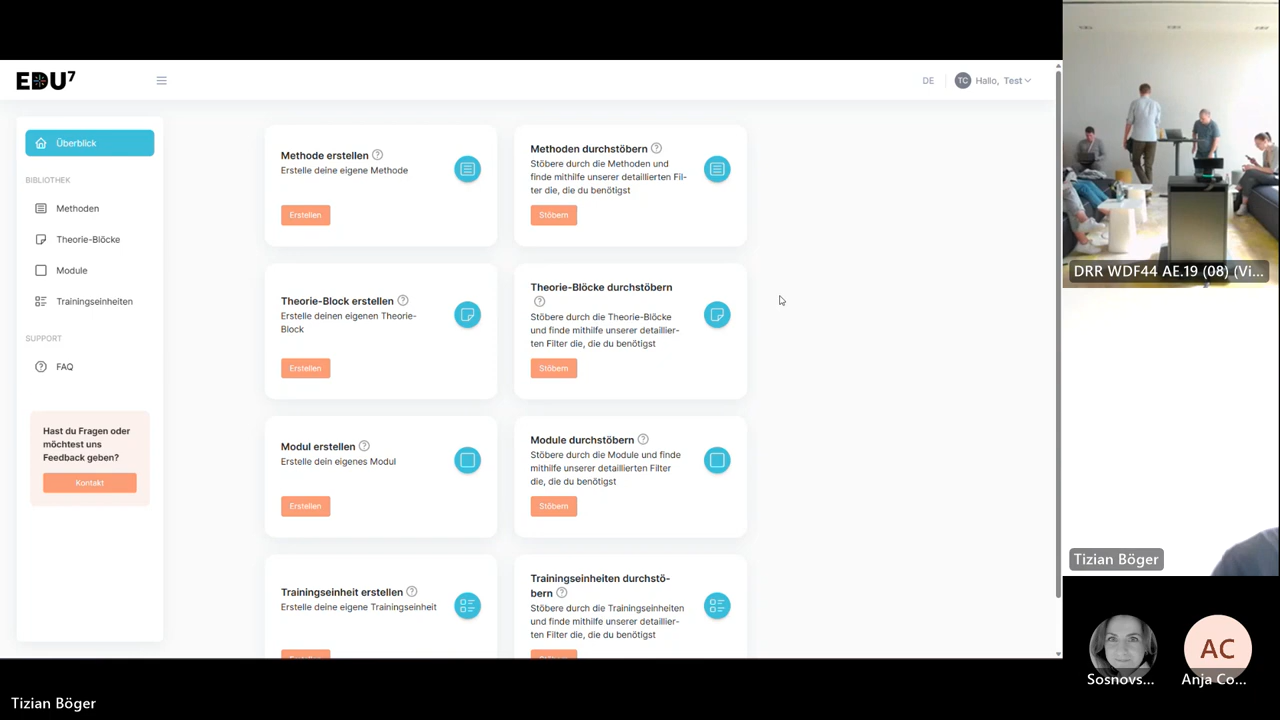 EDU7
DE
TC
Hallo, Test
Überblick
BIBLIOTHEK
Methoden
Theorie-Blöcke
Module
Trainingseinheiten
SUPPORT
FAQ
Hast du Fragen oder
möchtest uns
Feedback geben?
Kontakt
Methode erstellen
Erstelle deine eigene Methode
Erstellen
Methoden durchstöbern
Stöbere durch die Methoden und
finde mithilfe unserer detaillierten Fil-
ter die, die du benötigst
Stöbern
Theorie-Block erstellen
Erstelle deinen eigenen Theorie-
Block
Erstellen
Theorie-Blöcke durchstöbern
Stöbere durch die Theorie-Blöcke
und finde mithilfe unserer detaillier-
ten Filter die, die du benötigst
Stöbern
Modul erstellen
Erstelle dein eigenes Modul
Erstellen
Module durchstöbern
Stöbere durch die Module und finde
mithilfe unserer detaillierten Filter
die, die du benötigst
Stöbern
Trainingseinheit erstellen
Erstelle deine eigene Trainingseinheit
Trainingseinheiten durchstö-
bern
Stöbere durch die Trainingseinheiten
und finde mithilfe unserer detaillier-
ten Filter die, die du benötigst
DRR WDF44 AE.19 (08) (Vi...
Tizian Böger
AC
Sosnovs...
Anja Co...
Tizian Böger